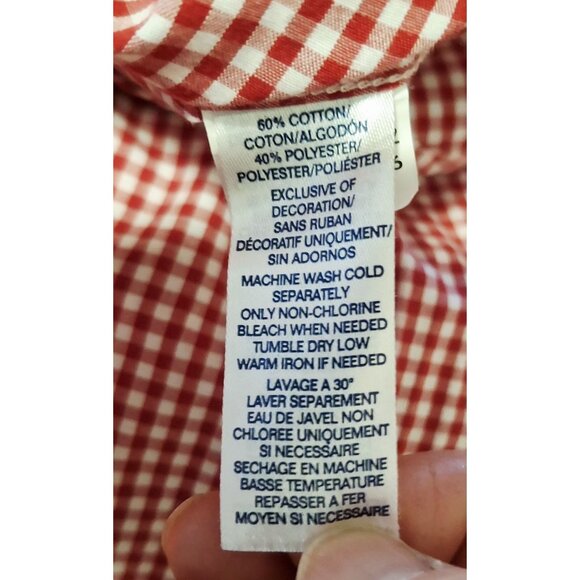 60% COTTON/
COTON/ALGODÓN
40% POLYESTER/
POLYESTER/POLIÉSTER
EXCLUSIVE OF
DECORATION/
SANS RUBAN
DÉCORATIF UNIQUEMENT/
SIN ADORNOS
MACHINE WASH COLD
SEPARATELY
ONLY NON-CHLORINE
BLEACH WHEN NEEDED
TUMBLE DRY LOW
WARM IRON IF NEEDED
LAVAGE A 30°
LAVER SEPAREMENT
EAU DE JAVEL NON
CHLOREE UNIQUEMENT
SI NECESSAIRE
SECHAGE EN MACHINE
BASSE TEMPERATURE
REPASSER A FER
MOYEN SI NECESSAIRE